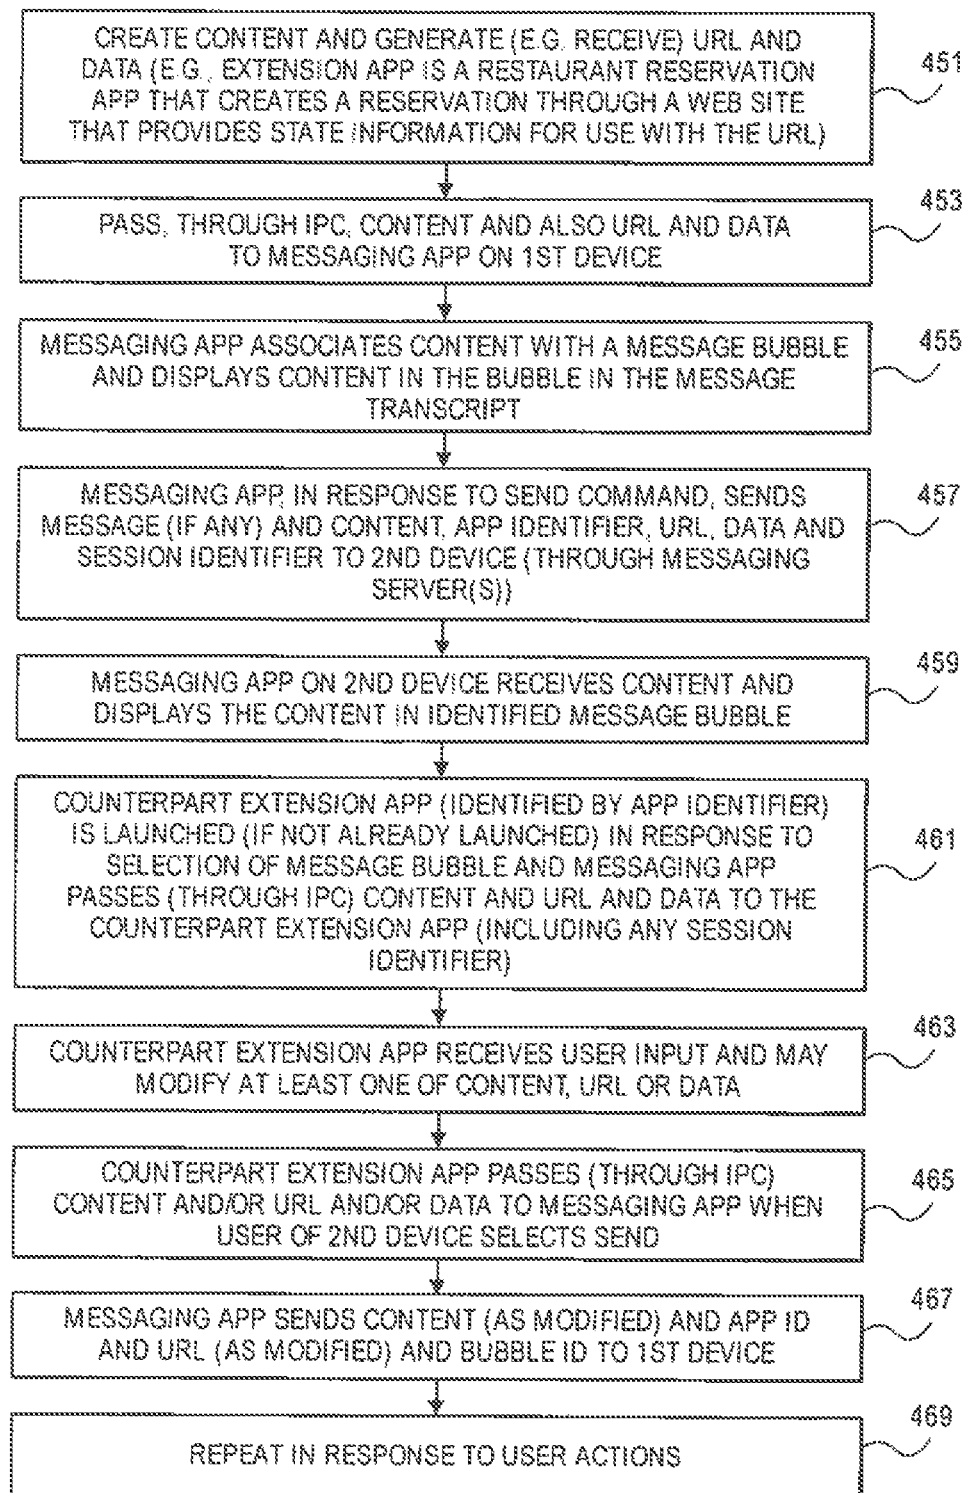 CREATE CONTENT AND GENERATE (E.G. RECEIVE) URL AND
DATA (E.G., EXTENSION APP IS A RESTAURANT RESERVATION
APP THAT CREATES A RESERVATION THROUGH A WEB SITE
THAT PROVIDES STATE INFORMATION FOR USE WITH THE URL)
451
PASS, THROUGH IPC, CONTENT AND ALSO URL AND DATA
TO MESSAGING APP ON 1ST DEVICE
453
MESSAGING APP ASSOCIATES CONTENT WITH A MESSAGE BUBBLE
AND DISPLAYS CONTENT IN THE BUBBLE IN THE MESSAGE
TRANSCRIPT
455
MESSAGING APP, IN RESPONSE TO SEND COMMAND, SENDS
MESSAGE (IF ANY) AND CONTENT, APP IDENTIFIER, URL, DATA AND
SESSION IDENTIFIER TO 2ND DEVICE (THROUGH MESSAGING
SERVER(S))
457
MESSAGING APP ON 2ND DEVICE RECEIVES CONTENT AND
DISPLAYS THE CONTENT IN IDENTIFIED MESSAGE BUBBLE
459
COUNTERPART EXTENSION APP (IDENTIFIED BY APP IDENTIFIER)
IS LAUNCHED (IF NOT ALREADY LAUNCHED) IN RESPONSE TO
SELECTION OF MESSAGE BUBBLE AND MESSAGING APP
PASSES (THROUGH IPC) CONTENT AND URL AND DATA TO THE
COUNTERPART EXTENSION APP (INCLUDING ANY SESSION
IDENTIFIER)
461
COUNTERPART EXTENSION APP RECEIVES USER INPUT AND MAY
MODIFY AT LEAST ONE OF CONTENT, URL OR DATA
463
COUNTERPART EXTENSION APP PASSES (THROUGH IPC)
CONTENT AND/OR URL AND/OR DATA TO MESSAGING APP WHEN
USER OF 2ND DEVICE SELECTS SEND
465
MESSAGING APP SENDS CONTENT (AS MODIFIED) AND APP ID
AND URL (AS MODIFIED) AND BUBBLE ID TO 1ST DEVICE
467
REPEAT IN RESPONSE TO USER ACTIONS
469